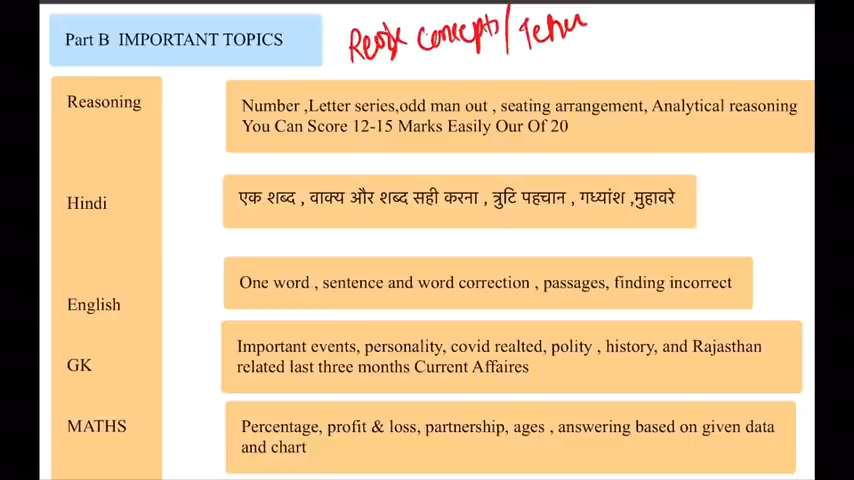 Part B IMPORTANT TOPICS
Concepts/
Reasoning
Number ,Letter series,odd man out , seating arrangement, Analytical reasoning
You Can Score 12-15 Marks Easily Our Of 20
Hindi
एक शब्द , वाक्य और शब्द सही करना , त्रुटि पहचान , गध्यांश ,मुहावरे
English
One word , sentence and word correction , passages, finding incorrect
GK
Important events, personality, covid realted, polity , history, and Rajasthan
related last three months Current Affaires
MATHS
Percentage, profit & loss, partnership, ages , answering based on given data
and chart